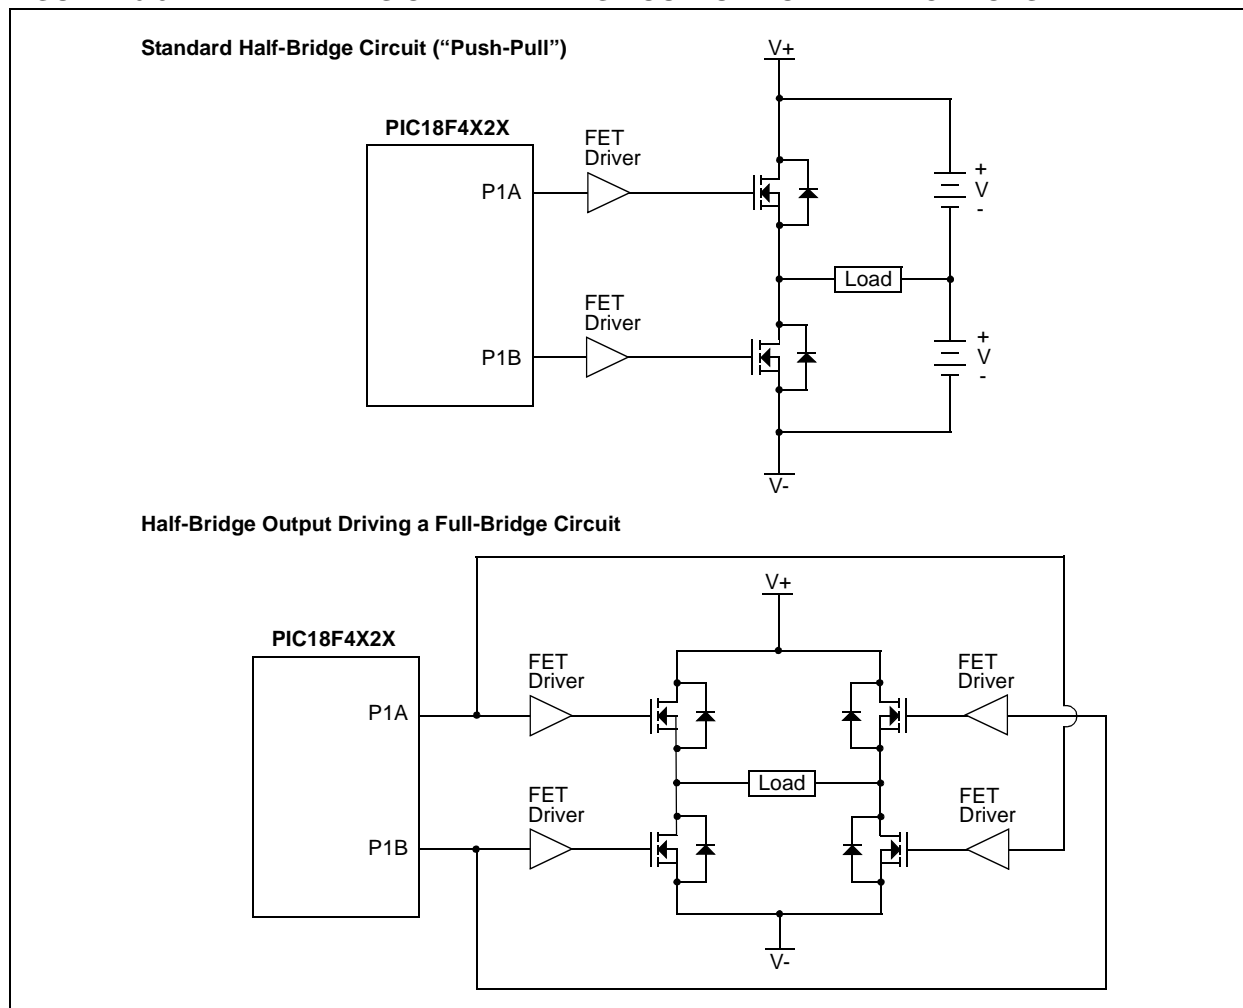 Standard Half-Bridge Circuit (“Push-Pull”)
V+
PIC18F4X2X
FET
Driver
P1A
+
V
-
Load
FET
Driver
P1B
+
V
-
V-
Half-Bridge Output Driving a Full-Bridge Circuit
V+
PIC18F4X2X
FET
Driver
FET
Driver
P1A
Load
FET
Driver
FET
Driver
P1B
V-